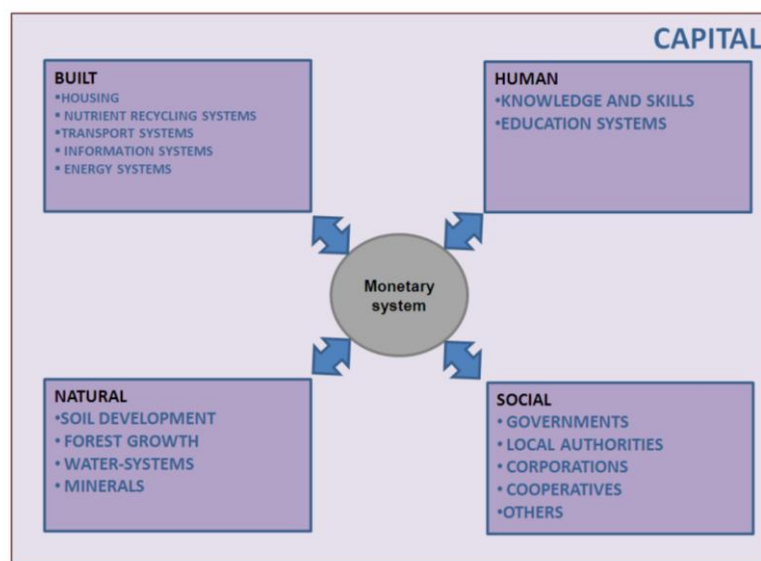 CAPITAL
BUILT
•HOUSING
• NUTRIENT RECYCLING SYSTEMS
•TRANSPORT SYSTEMS
• INFORMATION SYSTEMS
• ENERGY SYSTEMS
HUMAN
•KNOWLEDGE AND SKILLS
•EDUCATION SYSTEMS
Monetary
system
NATURAL
•SOIL DEVELOPMENT
• FOREST GROWTH
• WATER-SYSTEMS
• MINERALS
SOCIAL
• GOVERNMENTS
• LOCAL AUTHORITIES
• CORPORATIONS
• COOPERATIVES
•OTHERS